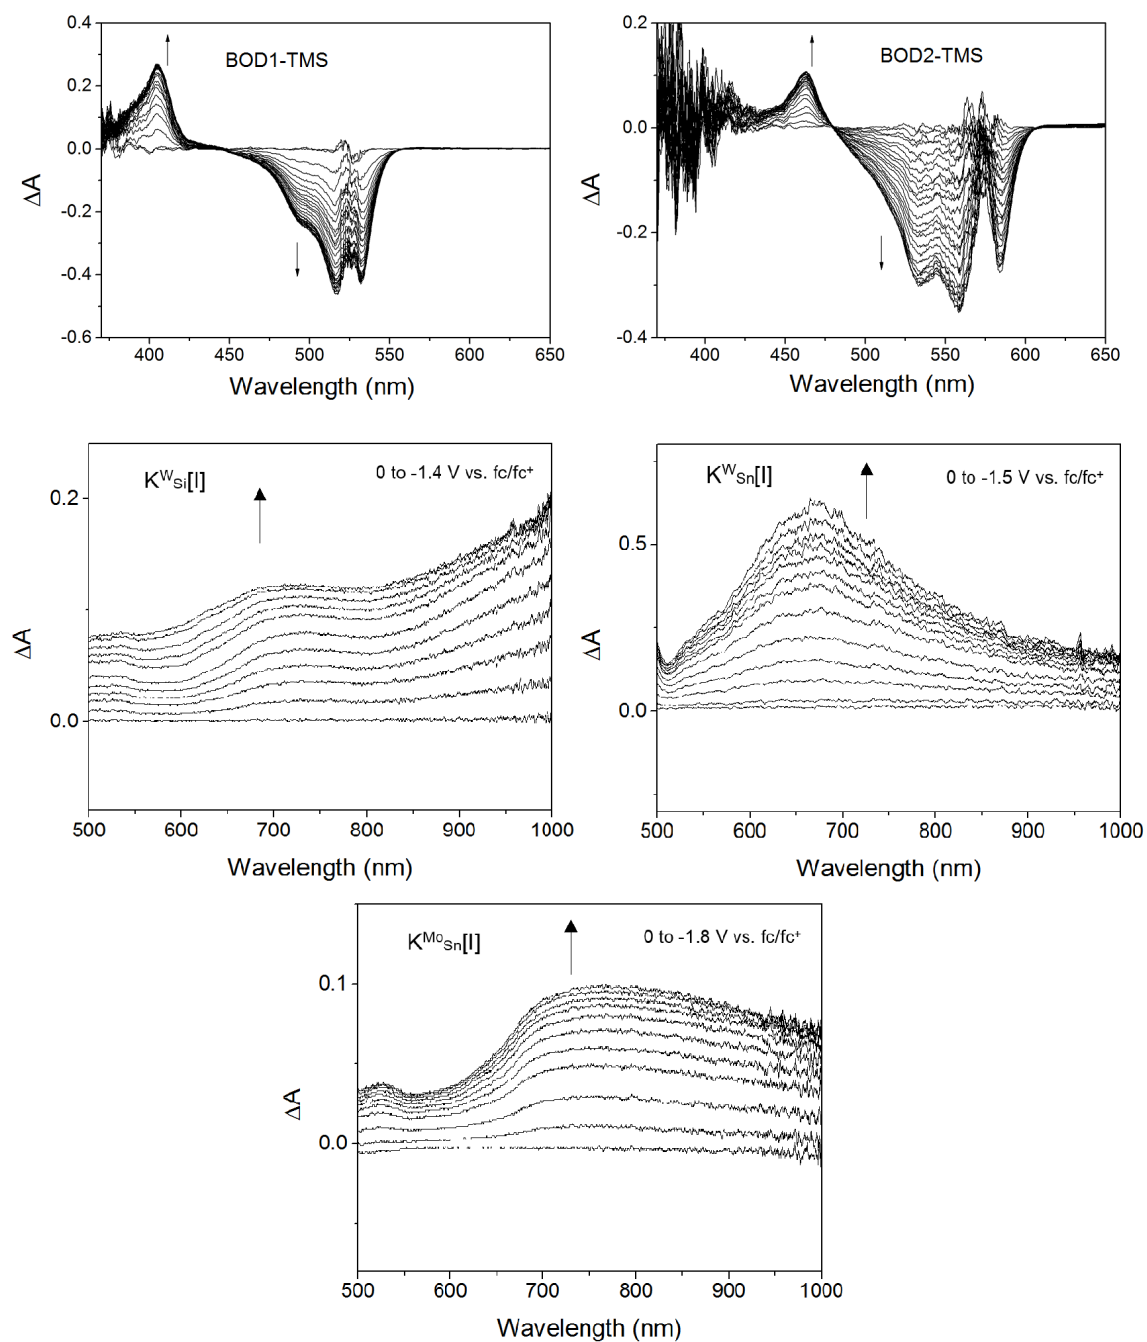 0.4
0.2
0.0
-0.2
-0.4
-0.6
ΔA
BOD1-TMS
400 450 500 550 600 650
Wavelength (nm)
0.2
0.0
-0.2
-0.4
ΔA
BOD2-TMS
400 450 500 550 600 650
Wavelength (nm)
K^W_Si[I]
0 to -1.4 V vs. fc/fc⁺
0.2
0.0
ΔA
500 600 700 800 900 1000
Wavelength (nm)
K^W_Sn[I]
0 to -1.5 V vs. fc/fc⁺
0.5
0.0
ΔA
500 600 700 800 900 1000
Wavelength (nm)
K^Mo_Sn[I]
0 to -1.8 V vs. fc/fc⁺
0.1
0.0
ΔA
500 600 700 800 900 1000
Wavelength (nm)